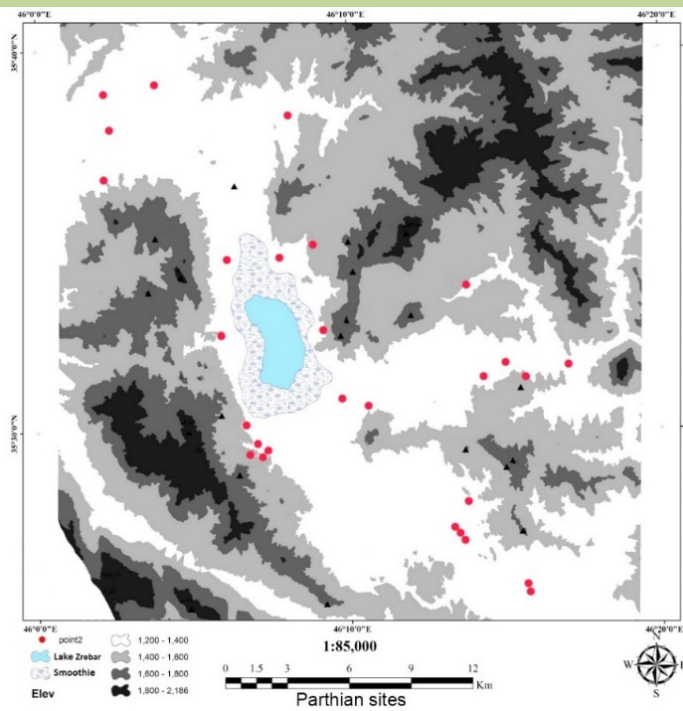 46°0'0"N 46°10'0"N 46°20'0"N
35°40'0"N
35°30'0"N
46°0'0"E 46°10'0"E 46°20'0"E
point2
Lake Zrebar
Smoothie
Elev
1,200 - 1,400
1,400 - 1,600
1,600 - 1,800
1,800 - 2,186
1:85,000
0 1.5 3 6 9 12
Km
Parthian sites
N
W
S